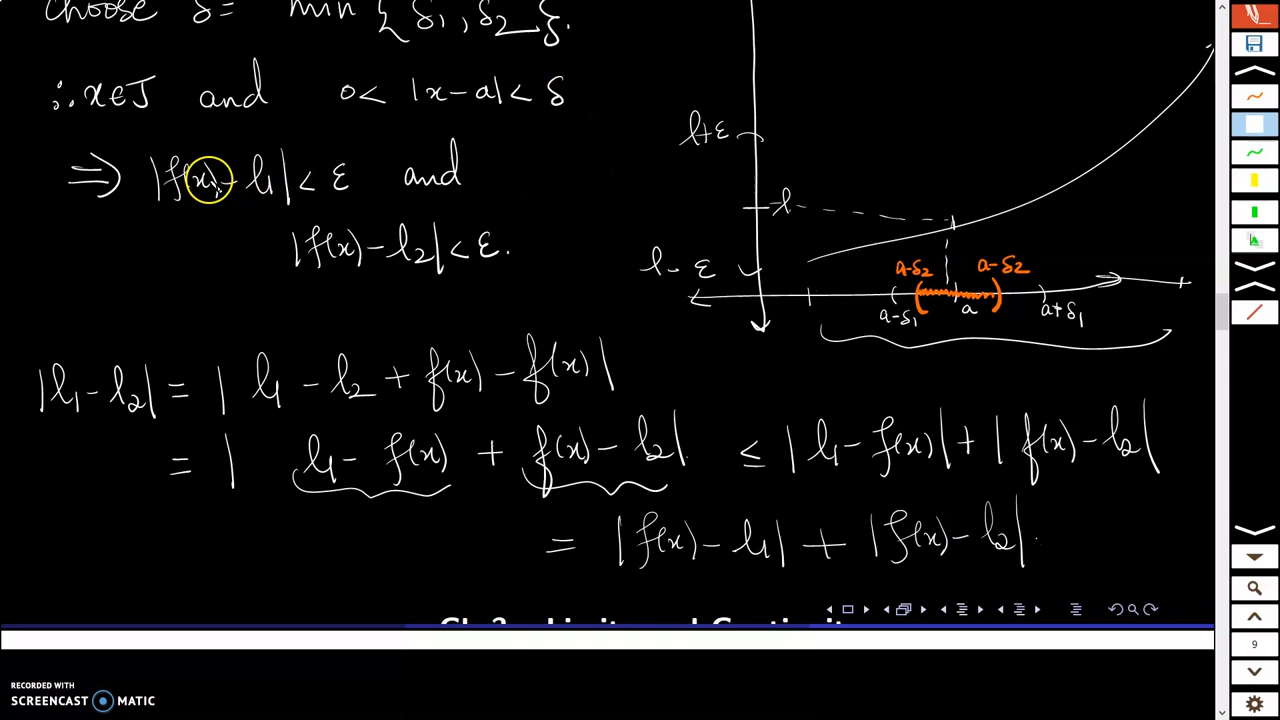 choose δ = min {δ₁, δ₂}.
∴ x∈J and 0 < |x-a| < δ
⇒ |f(x) - l₁| < ε and
|f(x) - l₂| < ε.
l+ε
l
l-ε
a-δ₂ a-δ₂
a-δ₁ a a+δ₁
|l₁ - l₂| = | l₁ - l₂ + f(x) - f(x)|
= | l₁ - f(x) + f(x) - l₂| ≤ |l₁ - f(x)| + | f(x) - l₂|
= |f(x) - l₁| + |f(x) - l₂|.
9
RECORDED WITH
SCREENCAST MATIC